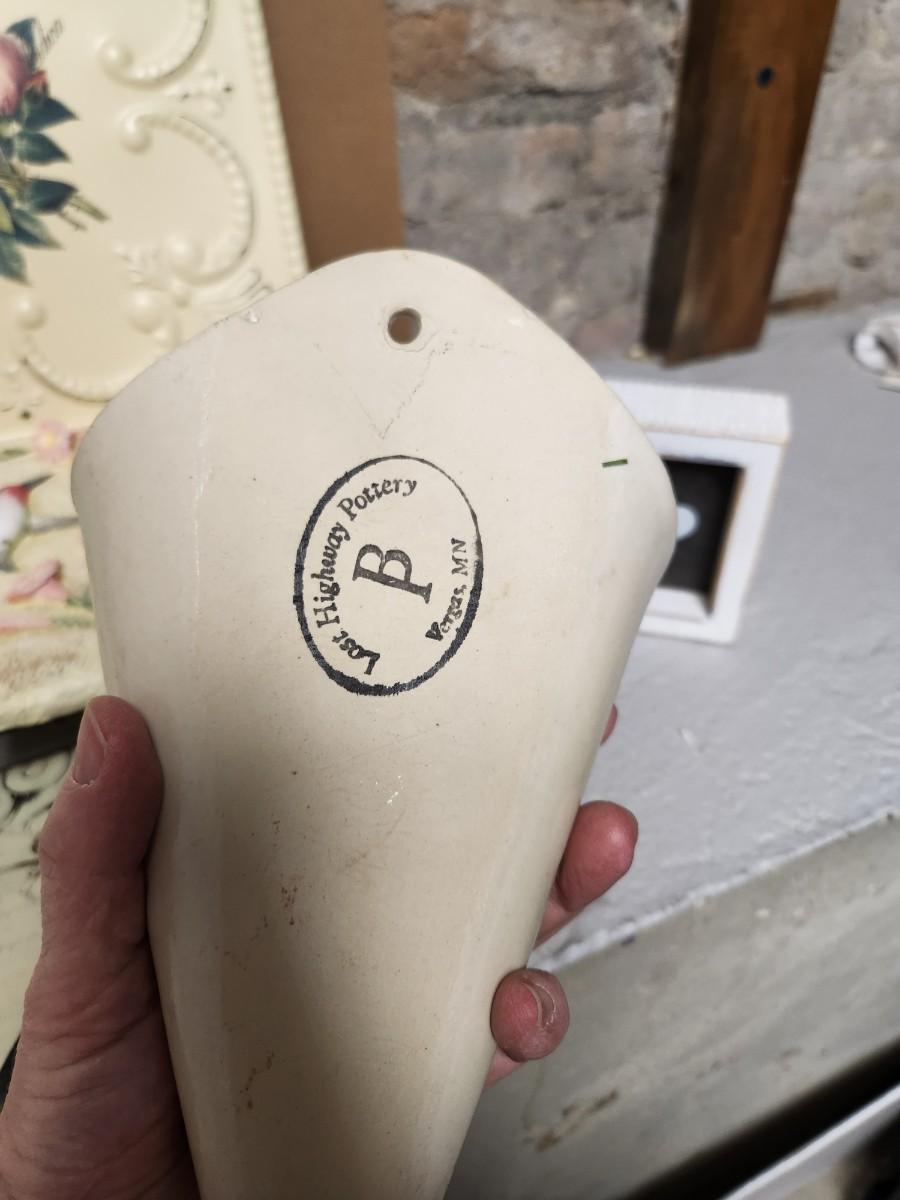 Lost Highway Pottery
β
Vergas, MN